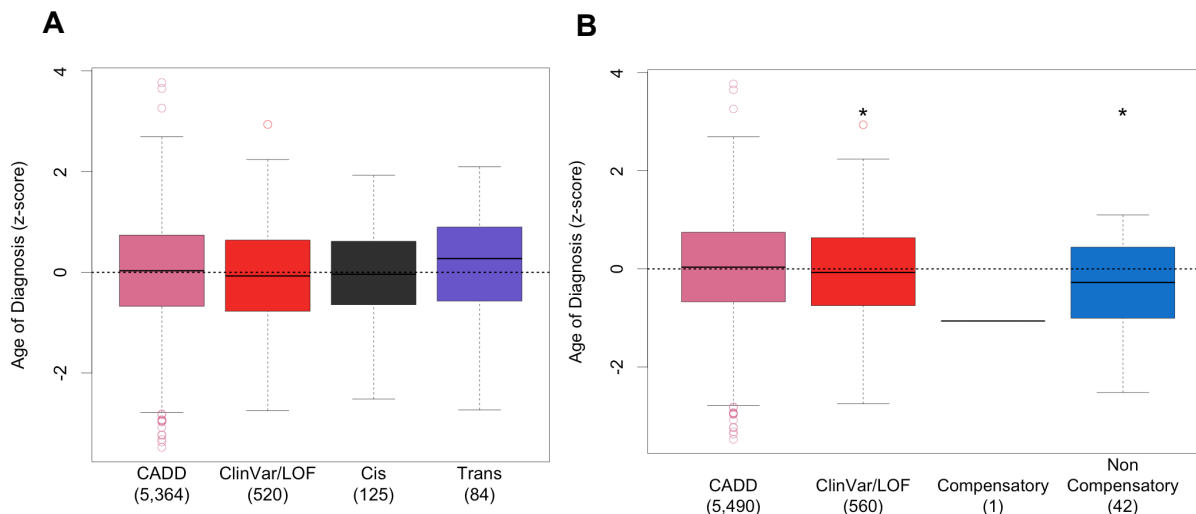 A
Age of Diagnosis (z-score)
4
2
0
-2
CADD
(5,364)
ClinVar/LOF
(520)
Cis
(125)
Trans
(84)
B
Age of Diagnosis (z-score)
4
2
0
-2
*
*
CADD
(5,490)
ClinVar/LOF
(560)
Compensatory
(1)
Non
Compensatory
(42)